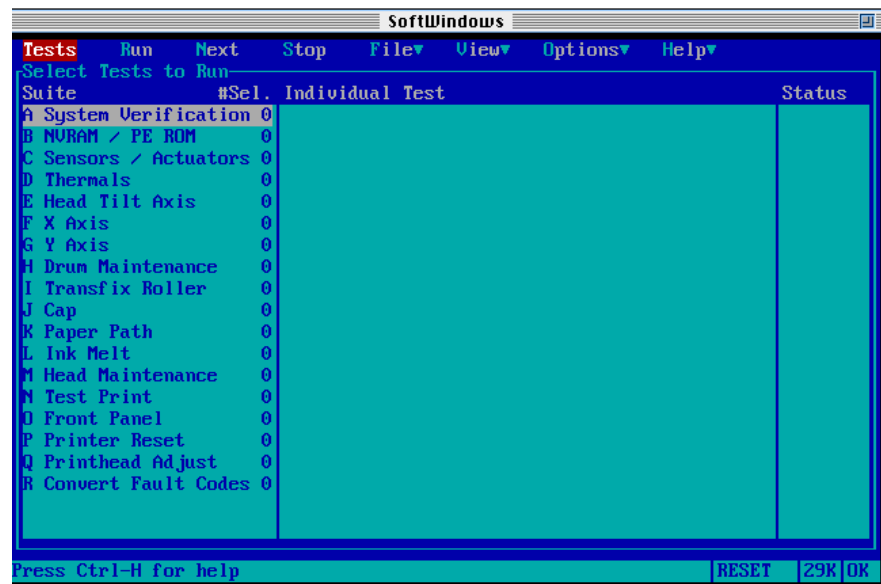 SoftWindows
Tests Run Next Stop File▼ View▼ Options▼ Help▼
Select Tests to Run
Suite #Sel. Individual Test Status
A System Verification 0
B NVRAM / PE ROM 0
C Sensors / Actuators 0
D Thermals 0
E Head Tilt Axis 0
F X Axis 0
G Y Axis 0
H Drum Maintenance 0
I Transfix Roller 0
J Cap 0
K Paper Path 0
L Ink Melt 0
M Head Maintenance 0
N Test Print 0
O Front Panel 0
P Printer Reset 0
Q Printhead Adjust 0
R Convert Fault Codes 0
Press Ctrl-H for help RESET 29K OK